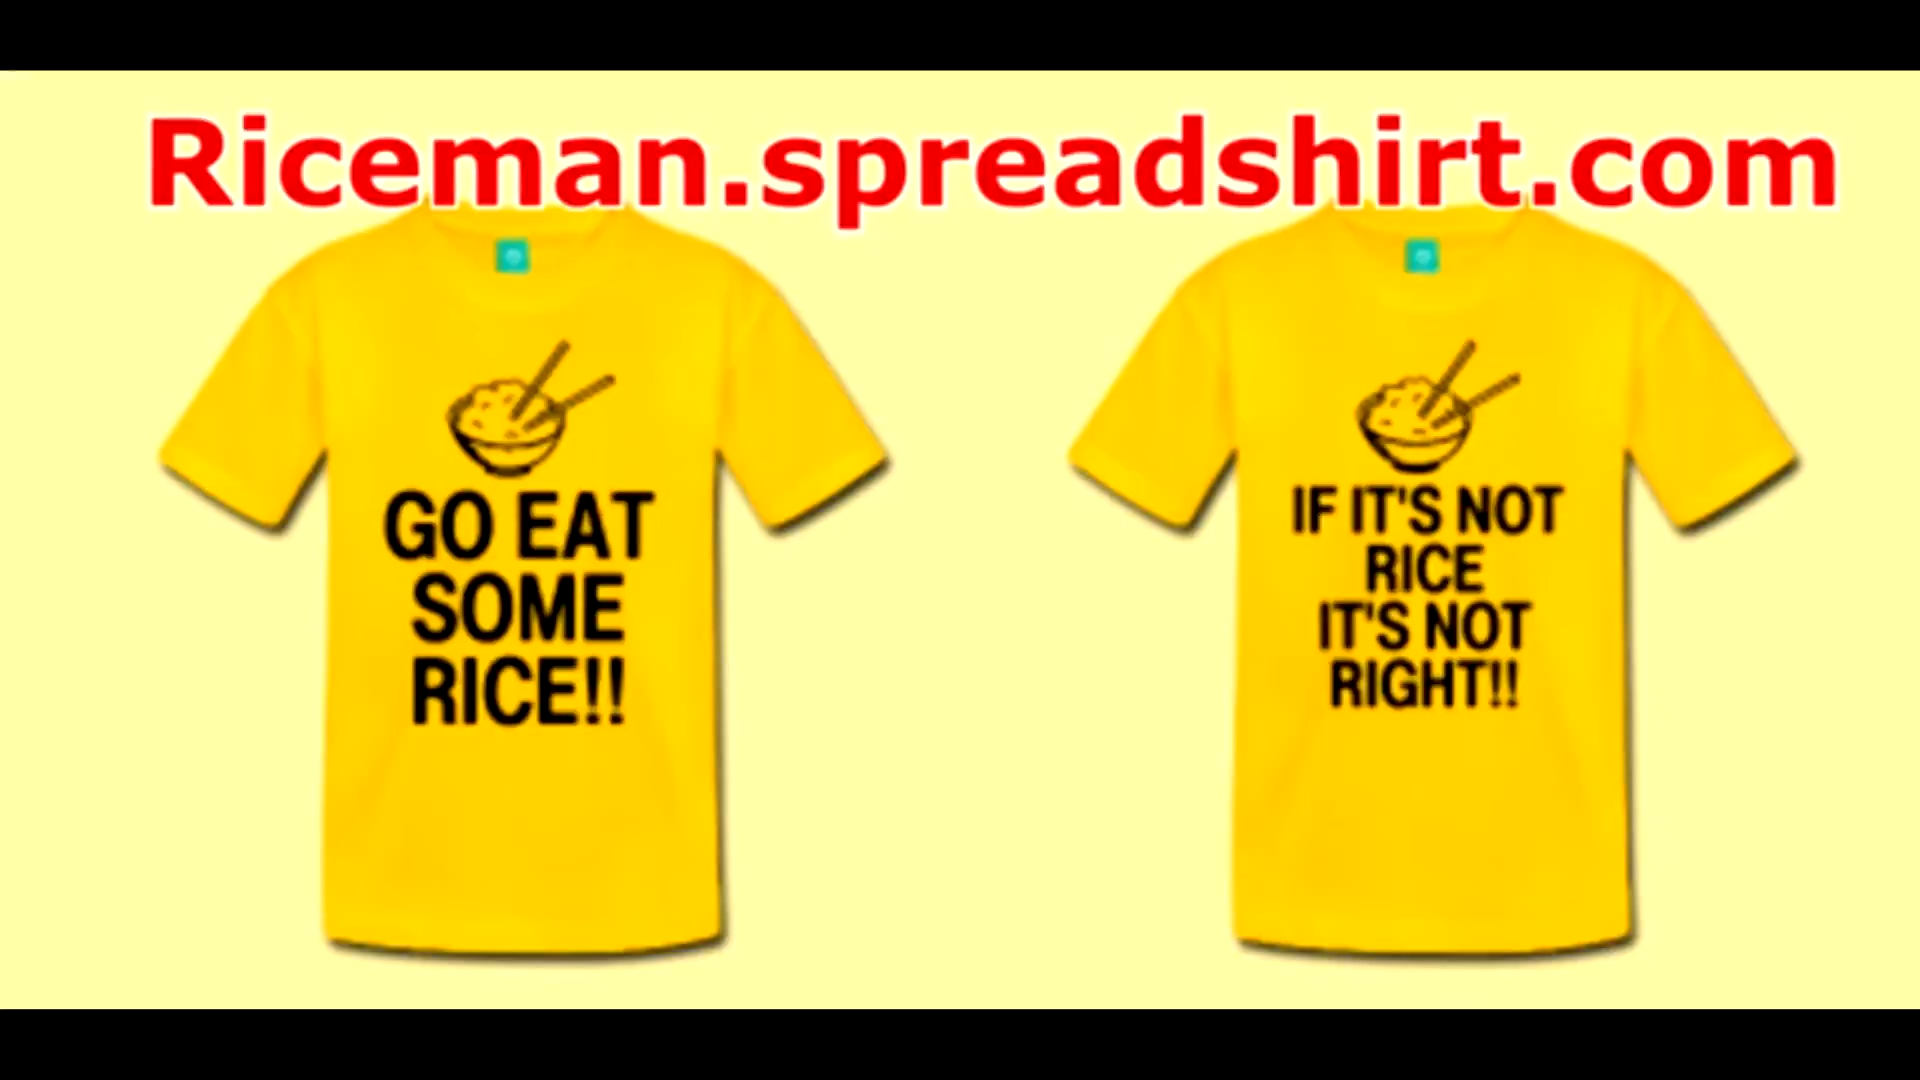 Riceman.spreadshirt.com
GO EAT
SOME
RICE!!
IF IT'S NOT
RICE
IT'S NOT
RIGHT!!